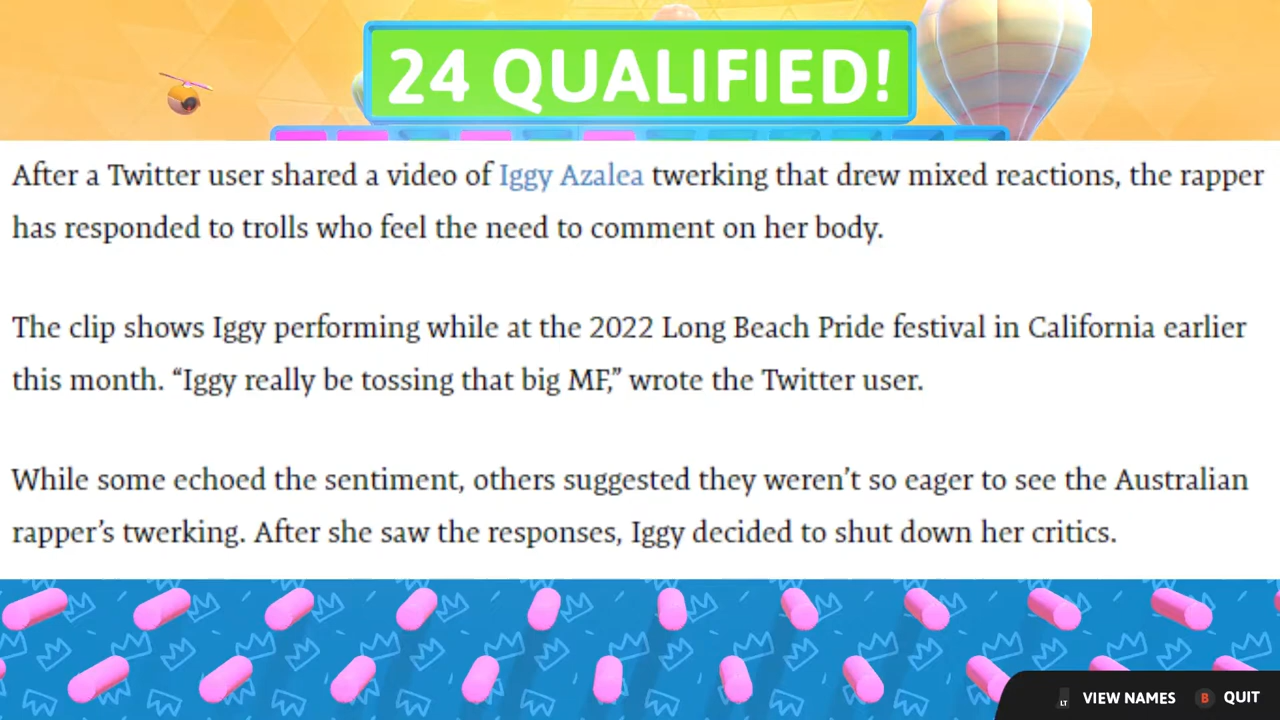 24 QUALIFIED!
After a Twitter user shared a video of Iggy Azalea twerking that drew mixed reactions, the rapper
has responded to trolls who feel the need to comment on her body.
The clip shows Iggy performing while at the 2022 Long Beach Pride festival in California earlier
this month. “Iggy really be tossing that big MF,” wrote the Twitter user.
While some echoed the sentiment, others suggested they weren’t so eager to see the Australian
rapper’s twerking. After she saw the responses, Iggy decided to shut down her critics.
LT VIEW NAMES B QUIT